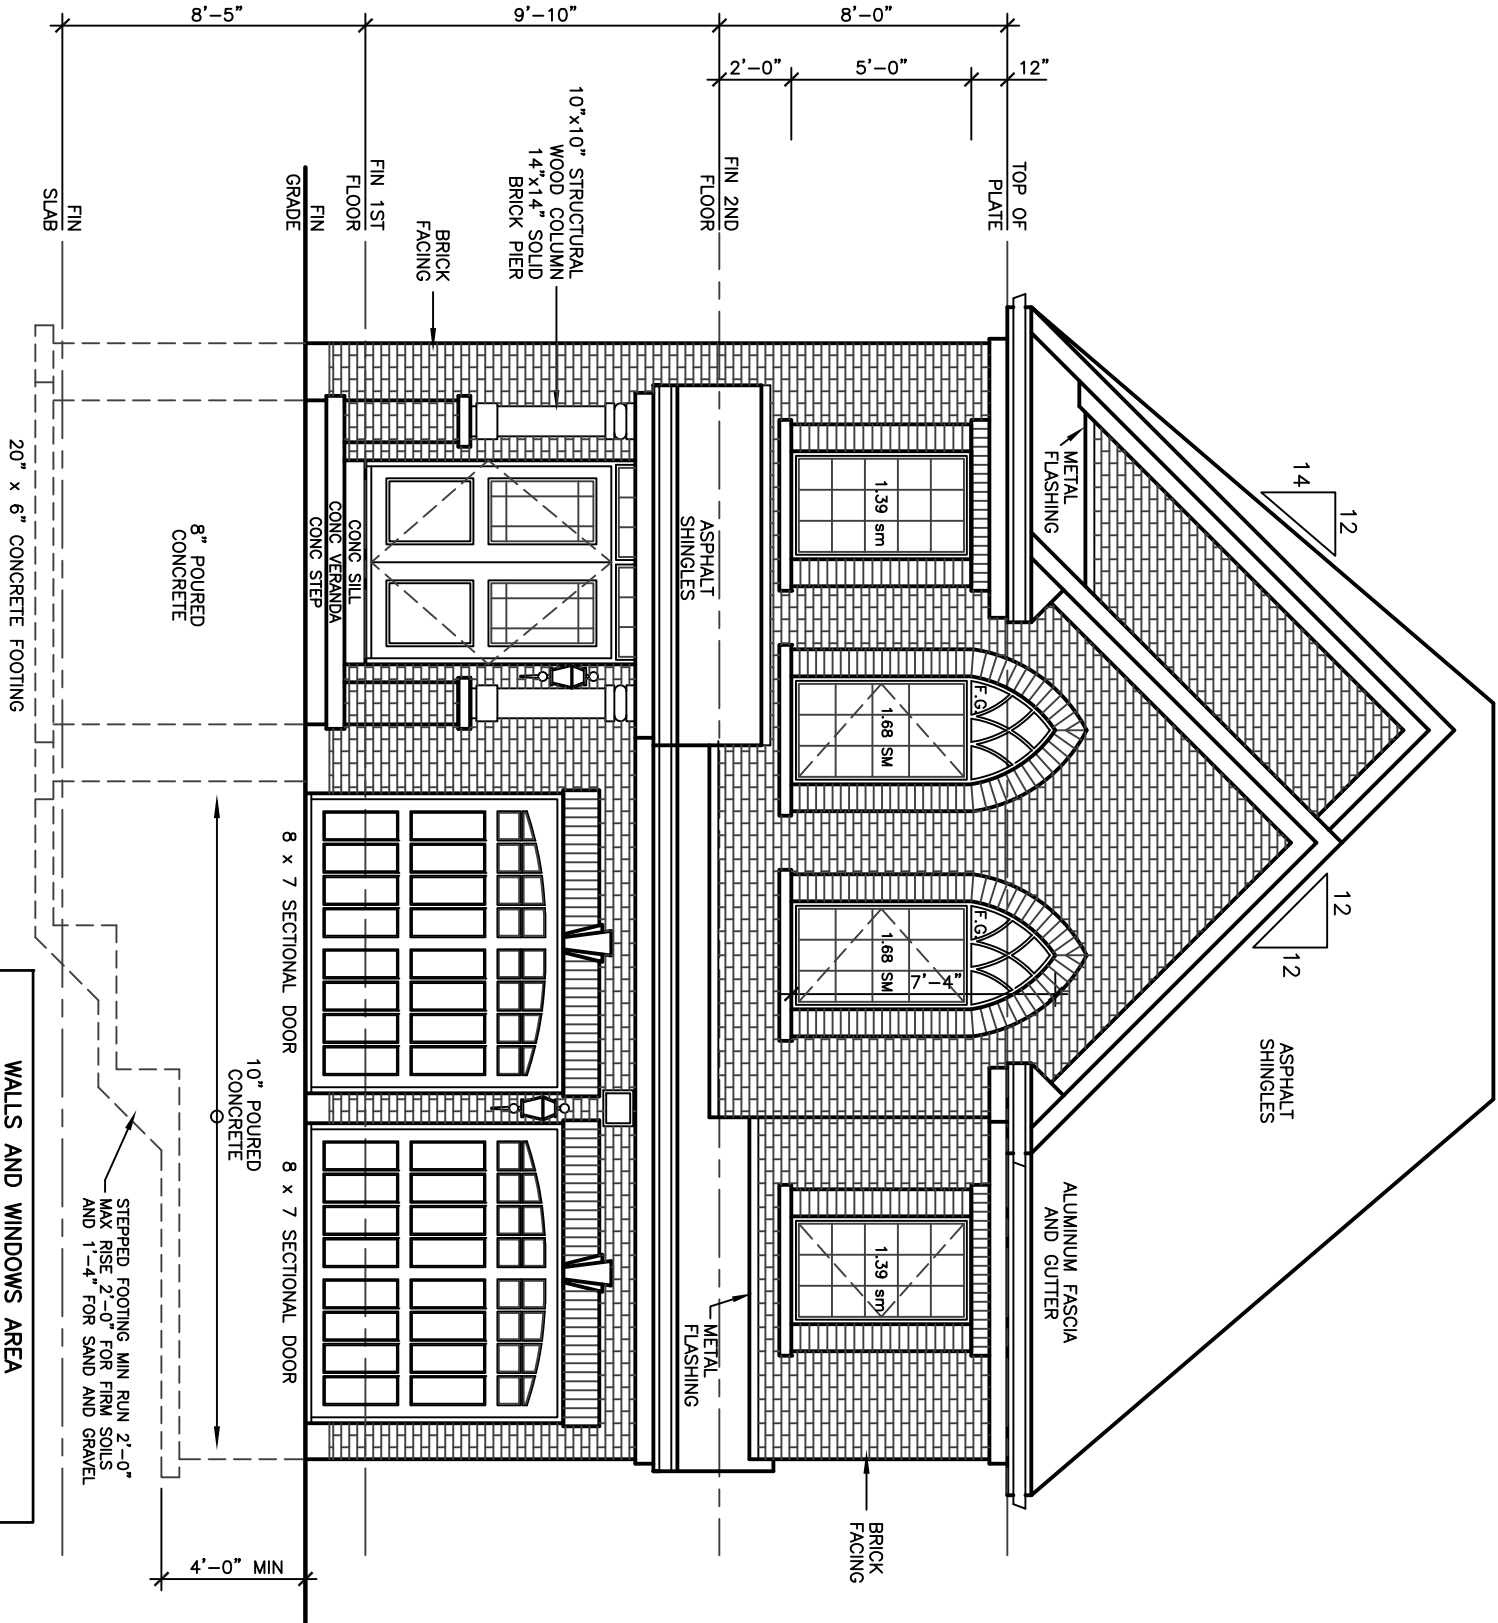 8'-5"
9'-10"
8'-0"
2'-0"
5'-0"
12"
TOP OF
PLATE
FIN 2ND
FLOOR
FIN 1ST
FLOOR
FIN
GRADE
FIN
SLAB
10"x10" STRUCTURAL
WOOD COLUMN
14"x14" SOLID
BRICK PIER
BRICK
FACING
14
12
12
12
METAL
FLASHING
ASPHALT
SHINGLES
ALUMINUM FASCIA
AND GUTTER
1.39 sm
F.G.
1.68 SM
F.G.
1.68 SM
7'-4"
1.39 sm
ASPHALT
SHINGLES
METAL
FLASHING
BRICK
FACING
CONC SILL
CONC VERANDA
CONC STEP
8 x 7 SECTIONAL DOOR
8 x 7 SECTIONAL DOOR
8" POURED
CONCRETE
10" POURED
CONCRETE
20" x 6" CONCRETE FOOTING
STEPPED FOOTING MIN RUN 2'-0"
MAX RISE 2'-0" FOR FIRM SOILS
AND 1'-4" FOR SAND AND GRAVEL
4'-0" MIN
WALLS AND WINDOWS AREA